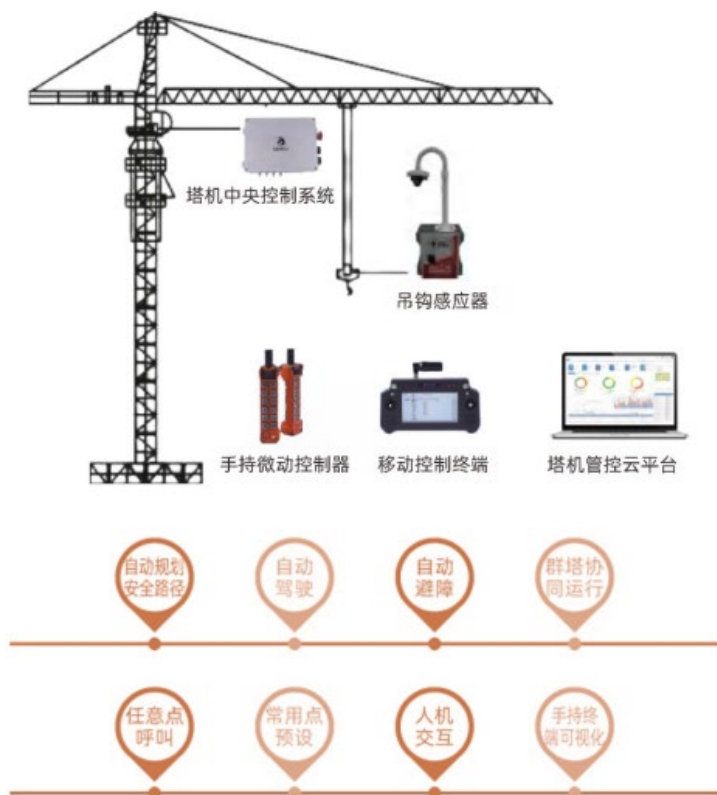 塔机中央控制系统
吊钩感应器
手持微动控制器
移动控制终端
塔机管控云平台
自动规划
安全路径
自动
驾驶
自动
避障
群塔协
同运行
任意点
呼叫
常用点
预设
人机
交互
手持终
端可视化